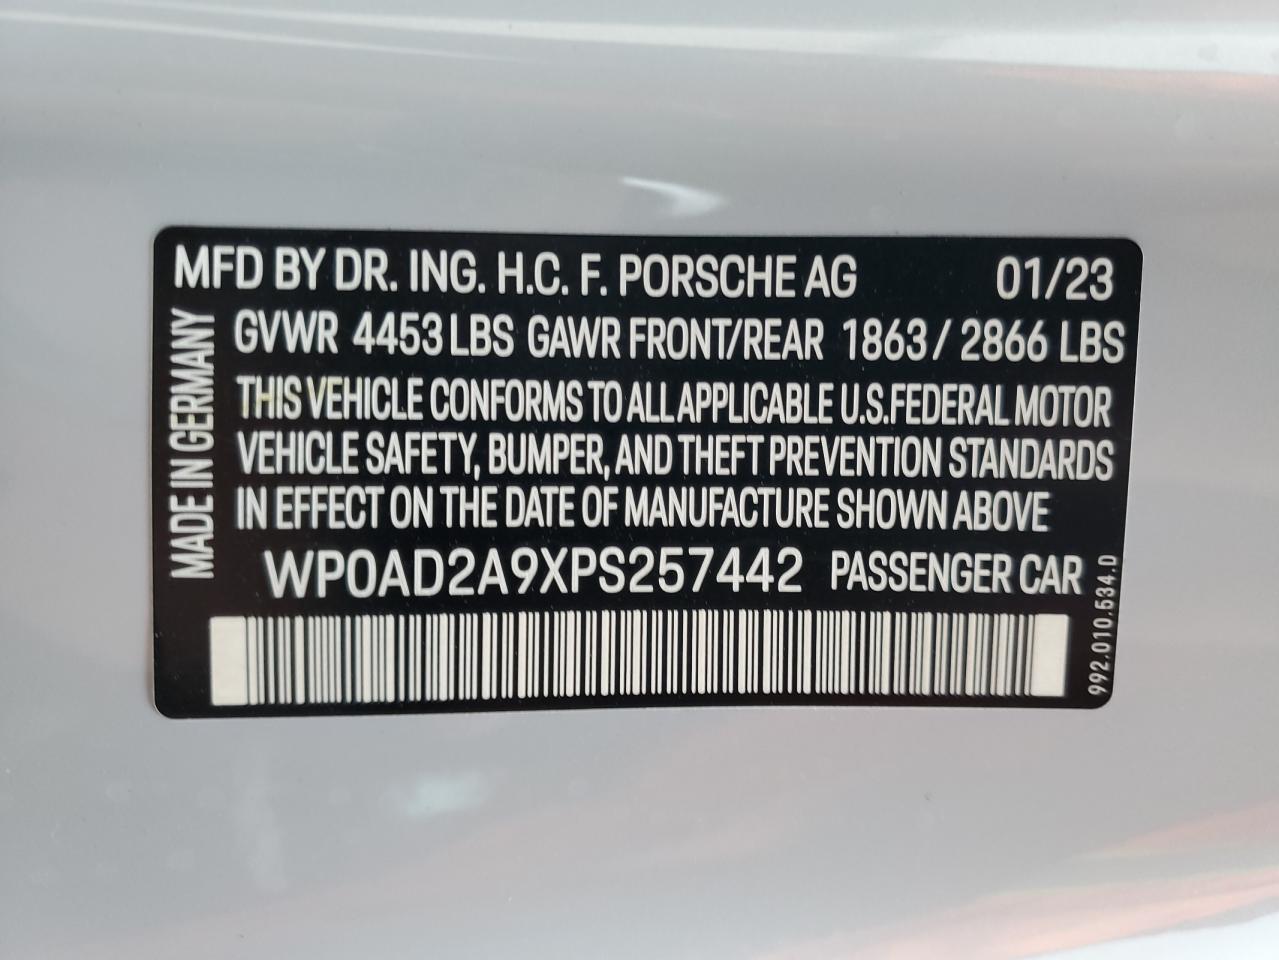 MFD BY DR. ING. H.C. F. PORSCHE AG 01/23
GVWR 4453 LBS GAWR FRONT/REAR 1863 / 2866 LBS
THIS VEHICLE CONFORMS TO ALL APPLICABLE U.S.FEDERAL MOTOR
VEHICLE SAFETY, BUMPER, AND THEFT PREVENTION STANDARDS
IN EFFECT ON THE DATE OF MANUFACTURE SHOWN ABOVE
WP0AD2A9XPS257442 PASSENGER CAR
MADE IN GERMANY
992.010.534.D